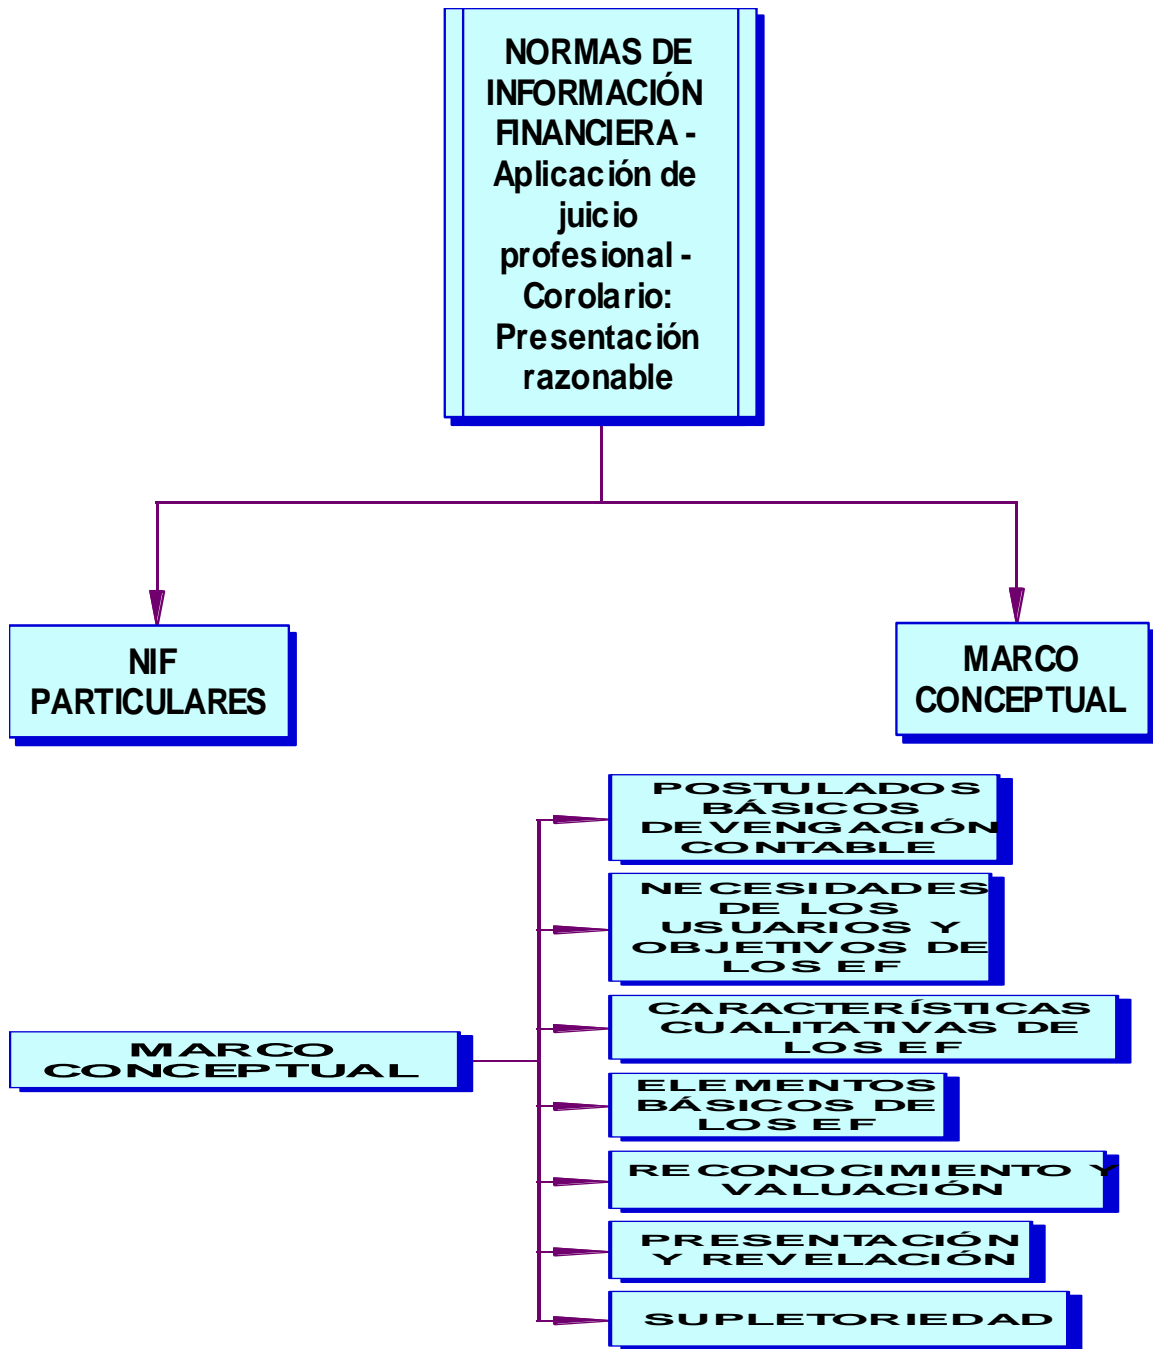 NORMAS DE
INFORMACIÓN
FINANCIERA -
Aplicación de
juicio
profesional -
Corolario:
Presentación
razonable
NIF
PARTICULARES
MARCO
CONCEPTUAL
MARCO
CONCEPTUAL
POSTULADOS
BÁSICOS
DEVENGACIÓN
CONTABLE
NECESIDADES
DE LOS
USUARIOS Y
OBJETIVOS DE
LOS EF
CARACTERÍSTICAS
CUALITATIVAS DE
LOS EF
ELEMENTOS
BÁSICOS DE
LOS EF
RECONOCIMIENTO Y
VALUACIÓN
PRESENTACIÓN
Y REVELACIÓN
SUPLETORIEDAD